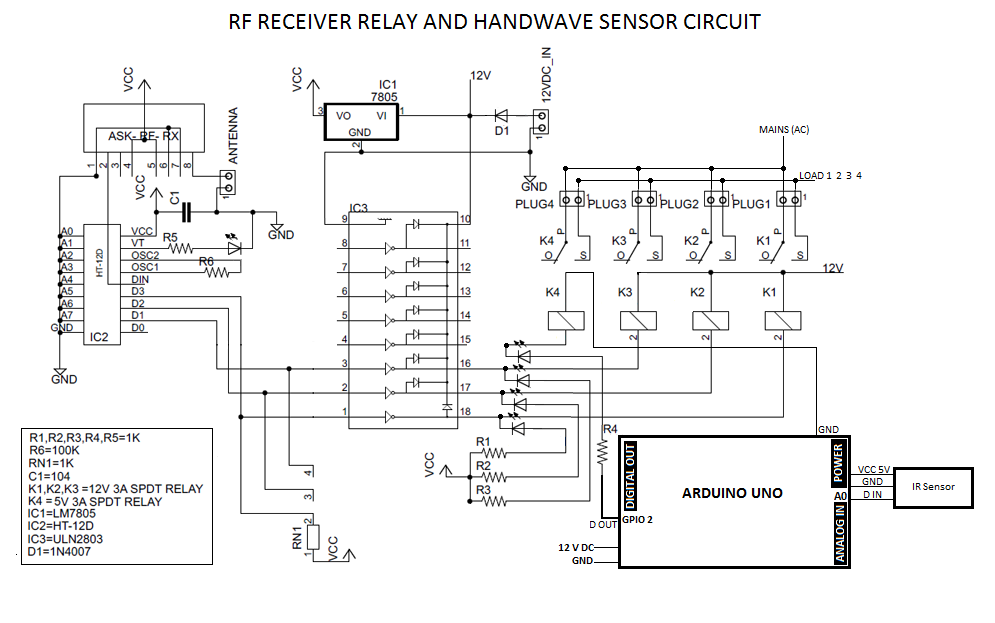 RF RECEIVER RELAY AND HANDWAVE SENSOR CIRCUIT
VCC
ASK- RF- RX
1 2 3 4 5 6 7 8
ANTENNA
1
VCC
C1
GND
VCC
IC1
7805
3 VO VI 1
GND
2
12V
D1
12VDC_IN
1
GND
MAINS (AC)
LOAD 1 2 3 4
PLUG4 1 PLUG3 1 PLUG2 1 PLUG1 1
K4 P O S
K3 P O S
K2 P O S
K1 P O S
12V
K4 K3 K2 K1
2 2 2
A0
A1
A2
A3
A4
A5
A6
A7
GND
HT-12D
IC2
VCC
VT
OSC2
OSC1
DIN
D3
D2
D1
D0
R5
R6
GND
IC3
9 10
8 11
7 12
6 13
5 14
4 15
3 16
2 17
1 18
R1
R2
R3
VCC
R4
4
3
2
RN1
1
VCC
R1,R2,R3,R4,R5=1K
R6=100K
RN1=1K
C1=104
K1,K2,K3 =12V 3A SPDT RELAY
K4 = 5V 3A SPDT RELAY
IC1=LM7805
IC2=HT-12D
IC3=ULN2803
D1=1N4007
GND
DIGITAL OUT
POWER
ARDUINO UNO
A0
ANALOG IN
D OUT
GPIO 2
12 V DC
GND
VCC 5V
GND
D IN
IR Sensor